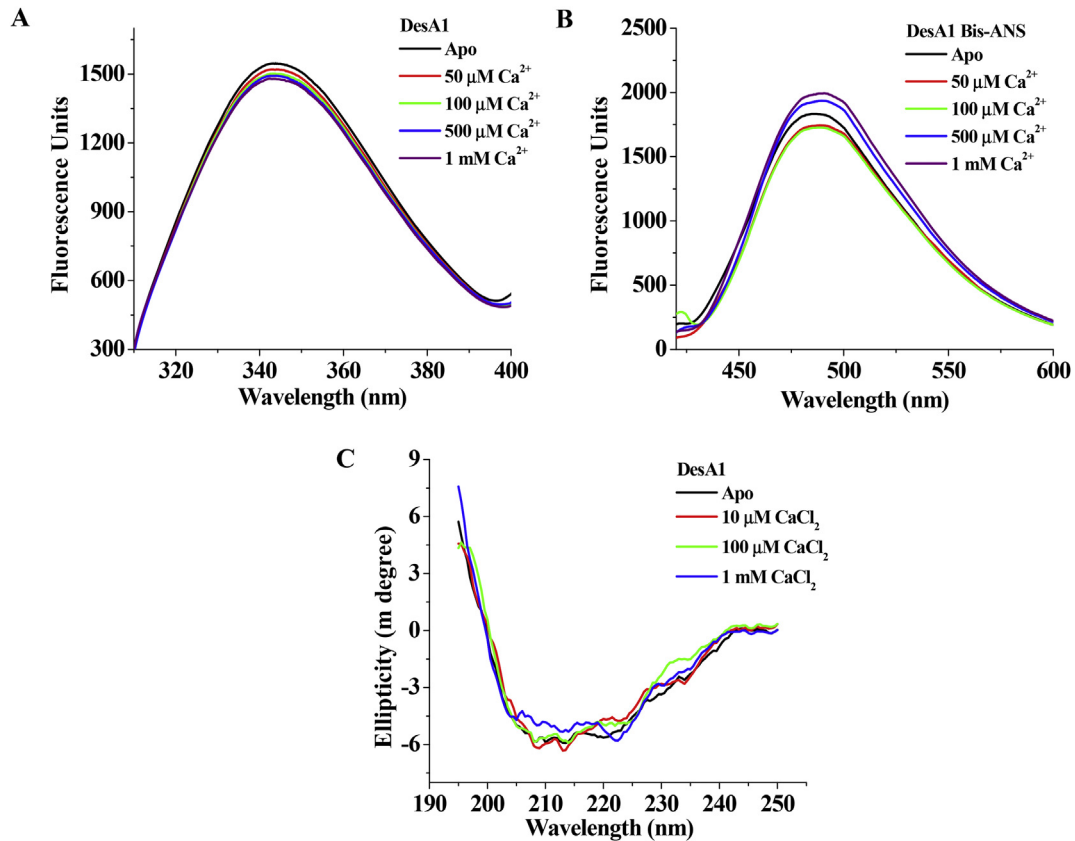 A
DesA1
Apo
50 μM Ca²⁺
100 μM Ca²⁺
500 μM Ca²⁺
1 mM Ca²⁺
1500
1200
900
600
300
320
340
360
380
400
Fluorescence Units
Wavelength (nm)
B
DesA1 Bis-ANS
Apo
50 μM Ca²⁺
100 μM Ca²⁺
500 μM Ca²⁺
1 mM Ca²⁺
2500
2000
1500
1000
500
0
450
500
550
600
Fluorescence Units
Wavelength (nm)
C
DesA1
Apo
10 μM CaCl₂
100 μM CaCl₂
1 mM CaCl₂
9
6
3
0
-3
-6
190
200
210
220
230
240
250
Ellipticity (m degree)
Wavelength (nm)